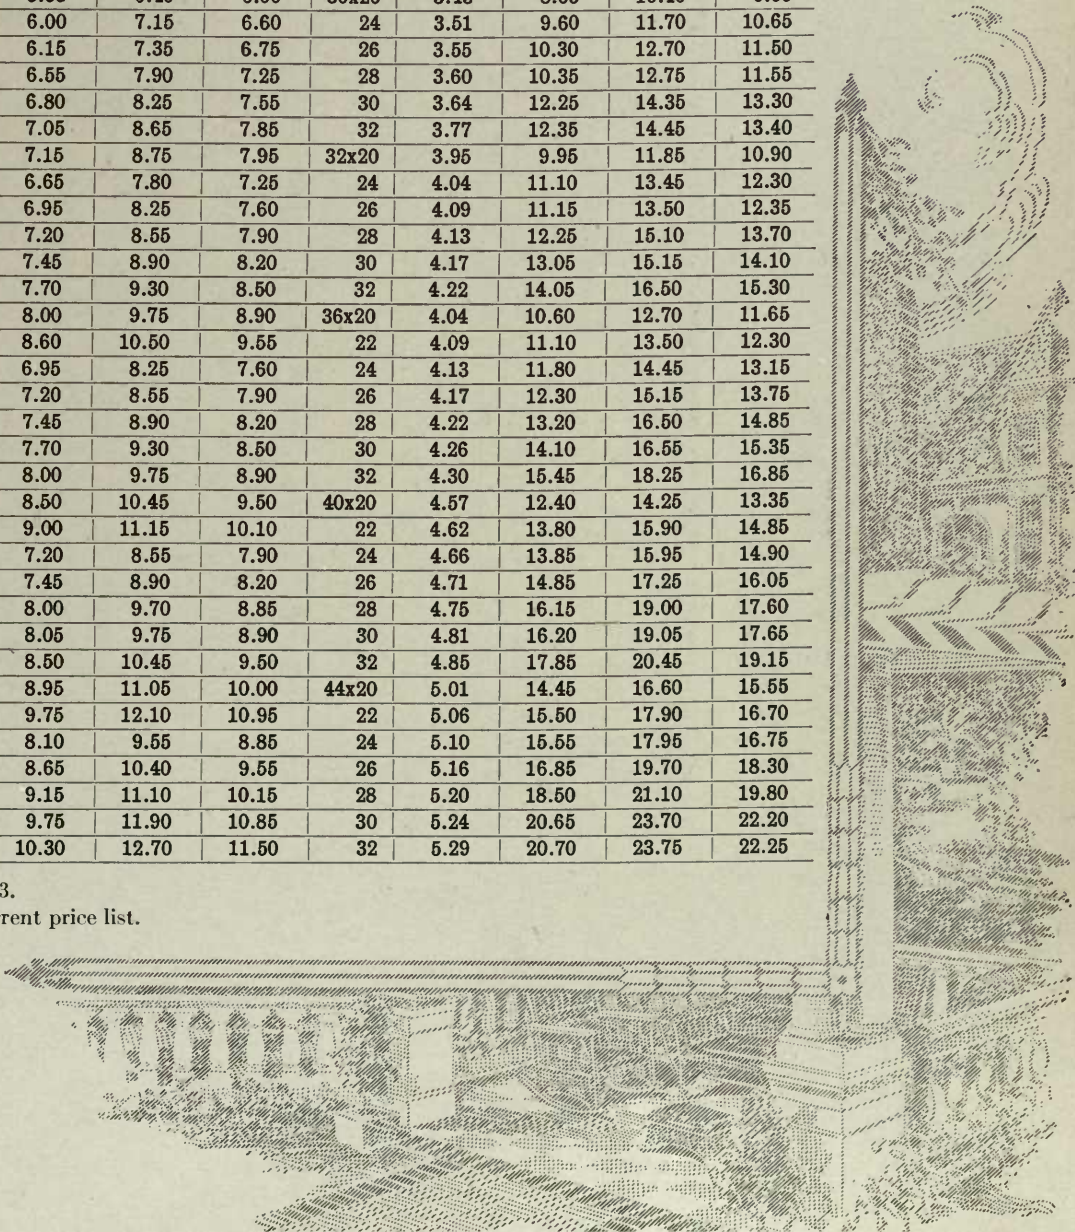 6.00 | 7.15 | 6.60 | 24 | 3.51 | 9.60 | 11.70 | 10.65
6.15 | 7.35 | 6.75 | 26 | 3.55 | 10.30 | 12.70 | 11.50
6.55 | 7.90 | 7.25 | 28 | 3.60 | 10.35 | 12.75 | 11.55
6.80 | 8.25 | 7.55 | 30 | 3.64 | 12.25 | 14.35 | 13.30
7.05 | 8.65 | 7.85 | 32 | 3.77 | 12.35 | 14.45 | 13.40
7.15 | 8.75 | 7.95 | 32x20 | 3.95 | 9.95 | 11.85 | 10.90
6.65 | 7.80 | 7.25 | 24 | 4.04 | 11.10 | 13.45 | 12.30
6.95 | 8.25 | 7.60 | 26 | 4.09 | 11.15 | 13.50 | 12.35
7.20 | 8.55 | 7.90 | 28 | 4.13 | 12.25 | 15.10 | 13.70
7.45 | 8.90 | 8.20 | 30 | 4.17 | 13.05 | 15.15 | 14.10
7.70 | 9.30 | 8.50 | 32 | 4.22 | 14.05 | 16.50 | 15.30
8.00 | 9.75 | 8.90 | 36x20 | 4.04 | 10.60 | 12.70 | 11.65
8.60 | 10.50 | 9.55 | 22 | 4.09 | 11.10 | 13.50 | 12.30
6.95 | 8.25 | 7.60 | 24 | 4.13 | 11.80 | 14.45 | 13.15
7.20 | 8.55 | 7.90 | 26 | 4.17 | 12.30 | 15.15 | 13.75
7.45 | 8.90 | 8.20 | 28 | 4.22 | 13.20 | 16.50 | 14.85
7.70 | 9.30 | 8.50 | 30 | 4.26 | 14.10 | 16.55 | 15.35
8.00 | 9.75 | 8.90 | 32 | 4.30 | 15.45 | 18.25 | 16.85
8.50 | 10.45 | 9.50 | 40x20 | 4.57 | 12.40 | 14.25 | 13.35
9.00 | 11.15 | 10.10 | 22 | 4.62 | 13.80 | 15.90 | 14.85
7.20 | 8.55 | 7.90 | 24 | 4.66 | 13.85 | 15.95 | 14.90
7.45 | 8.90 | 8.20 | 26 | 4.71 | 14.85 | 17.25 | 16.05
8.00 | 9.70 | 8.85 | 28 | 4.75 | 16.15 | 19.00 | 17.60
8.05 | 9.75 | 8.90 | 30 | 4.81 | 16.20 | 19.05 | 17.65
8.50 | 10.45 | 9.50 | 32 | 4.85 | 17.85 | 20.45 | 19.15
8.95 | 11.05 | 10.00 | 44x20 | 5.01 | 14.45 | 16.60 | 15.55
9.75 | 12.10 | 10.95 | 22 | 5.06 | 15.50 | 17.90 | 16.70
8.10 | 9.55 | 8.85 | 24 | 5.10 | 15.55 | 17.95 | 16.75
8.65 | 10.40 | 9.55 | 26 | 5.16 | 16.85 | 19.70 | 18.30
9.15 | 11.10 | 10.15 | 28 | 5.20 | 18.50 | 21.10 | 19.80
9.75 | 11.90 | 10.85 | 30 | 5.24 | 20.65 | 23.70 | 22.20
10.30 | 12.70 | 11.50 | 32 | 5.29 | 20.70 | 23.75 | 22.25
3.
rent price list.